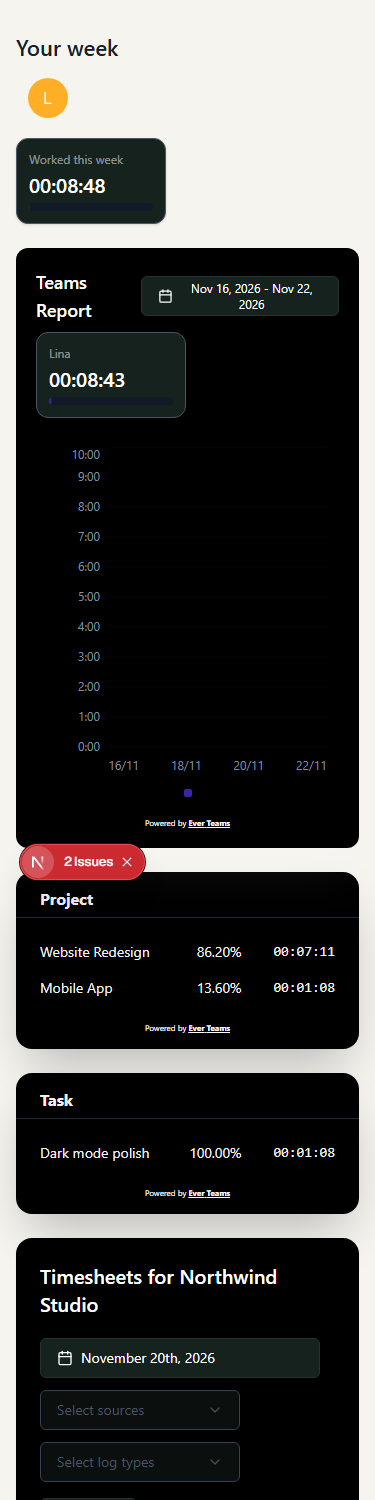 Your week
L
Worked this week
00:08:48
Teams
Report
Nov 16, 2026 - Nov 22,
2026
Lina
00:08:43
10:00
9:00
8:00
7:00
6:00
5:00
4:00
3:00
2:00
1:00
0:00
16/11 18/11 20/11 22/11
Powered by Ever Teams
N 2 Issues
Project
Website Redesign 86.20% 00:07:11
Mobile App 13.60% 00:01:08
Powered by Ever Teams
Task
Dark mode polish 100.00% 00:01:08
Powered by Ever Teams
Timesheets for Northwind
Studio
November 20th, 2026
Select sources
Select log types